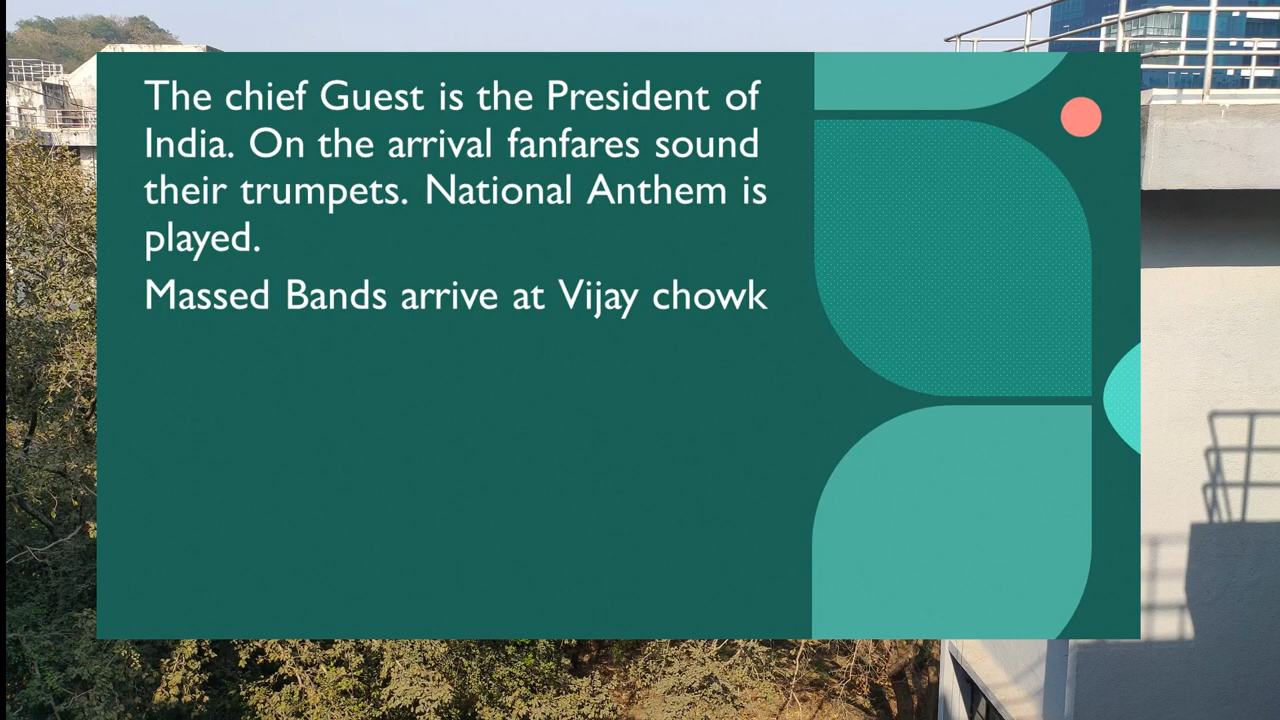 The chief Guest is the President of
India. On the arrival fanfares sound
their trumpets. National Anthem is
played.
Massed Bands arrive at Vijay chowk